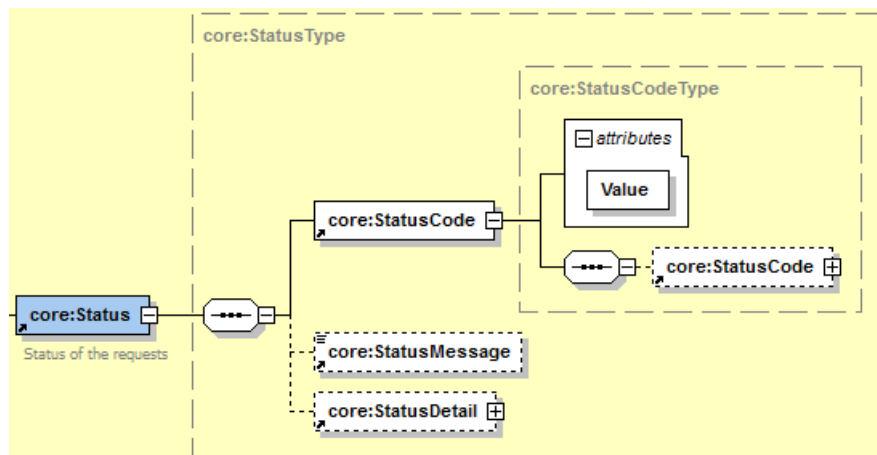 core:StatusType
core:StatusCodeType
attributes
Value
core:StatusCode
core:StatusCode
core:Status
Status of the requests
core:StatusMessage
core:StatusDetail